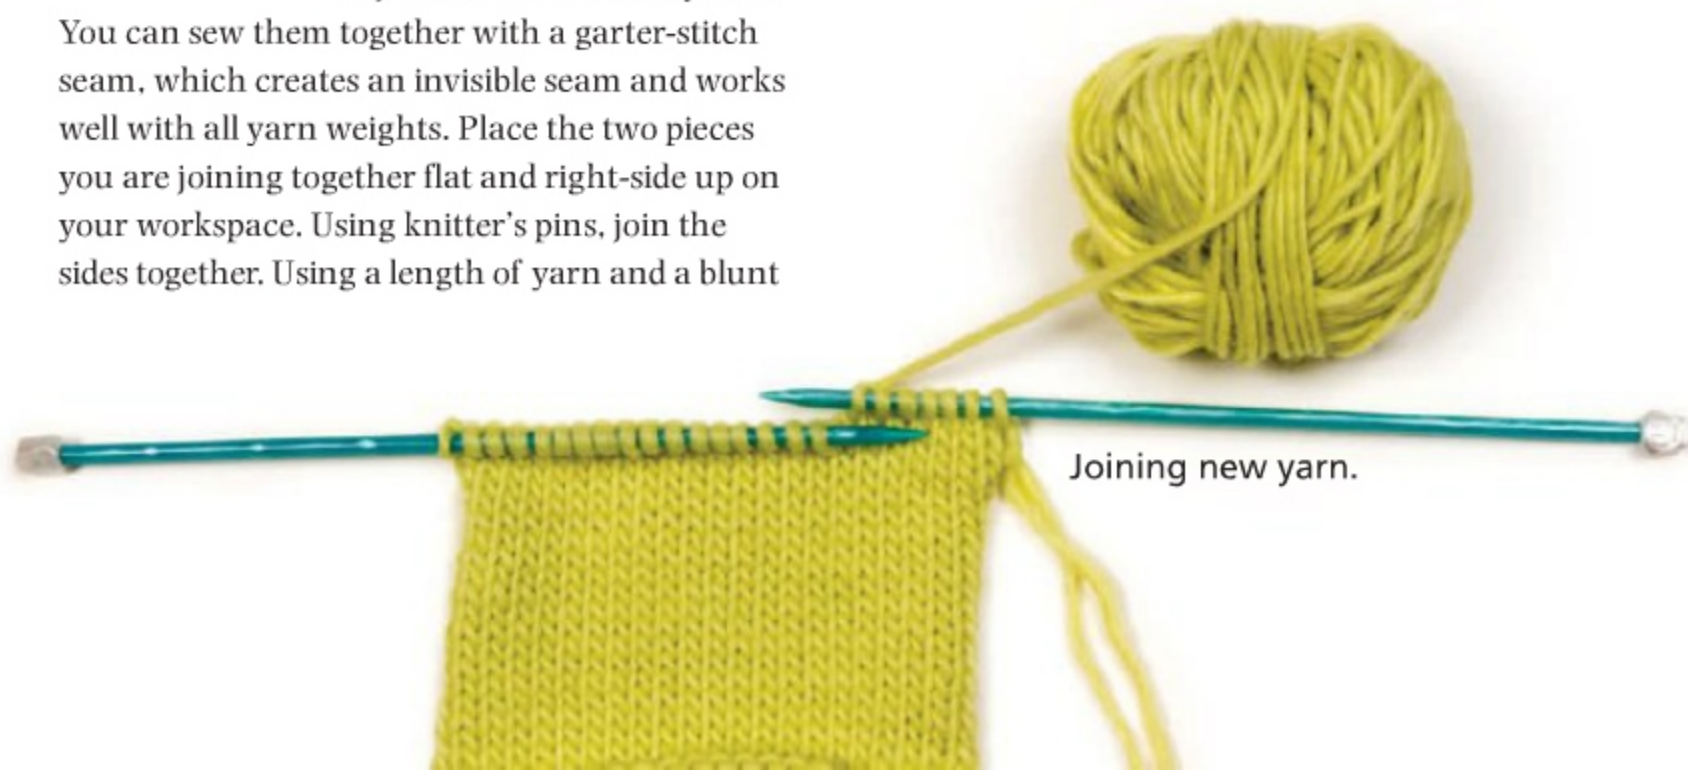 You can sew them together with a garter-stitch
seam, which creates an invisible seam and works
well with all yarn weights. Place the two pieces
you are joining together flat and right-side up on
your workspace. Using knitter’s pins, join the
sides together. Using a length of yarn and a blunt
Joining new yarn.